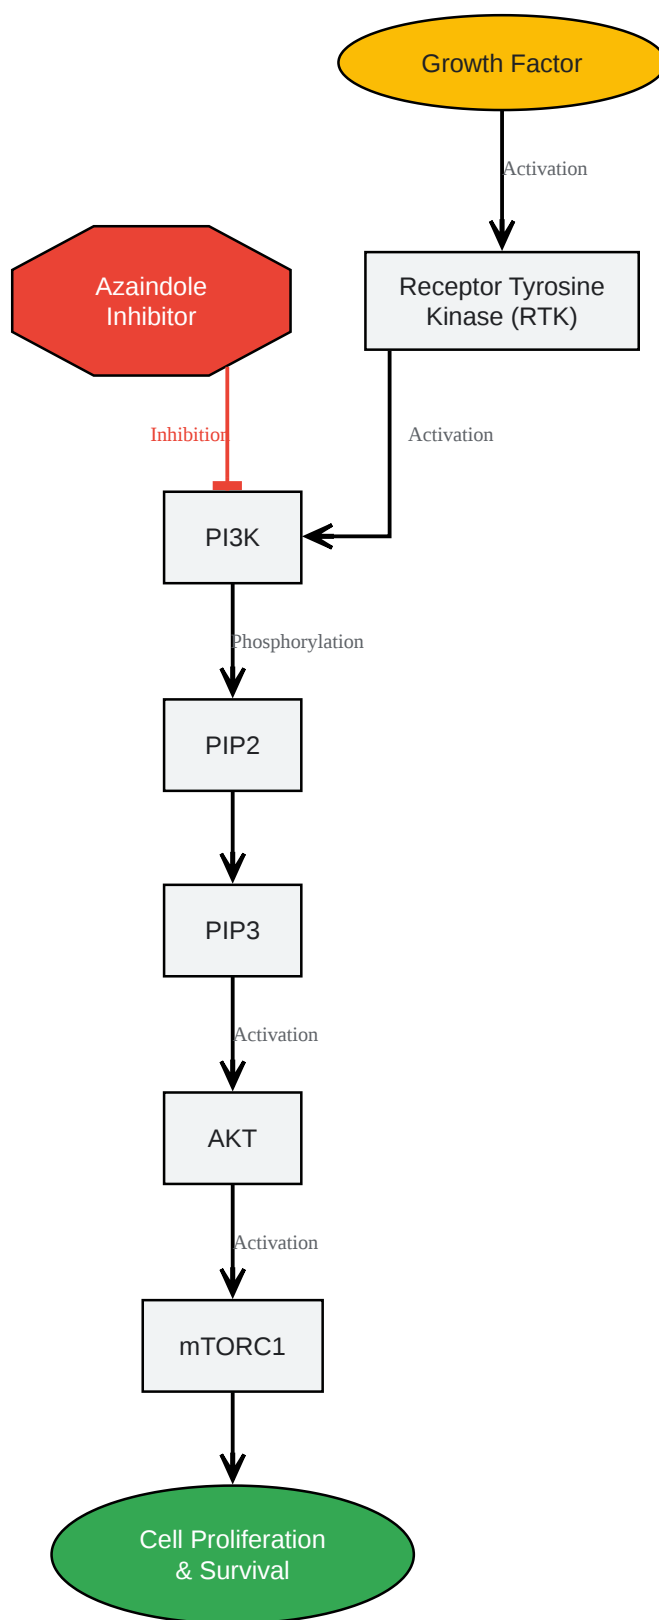 Growth Factor
Activation
Azaindole
Inhibitor
Receptor Tyrosine
Kinase (RTK)
Inhibition
Activation
PI3K
Phosphorylation
PIP2
PIP3
Activation
AKT
Activation
mTORC1
Cell Proliferation
& Survival